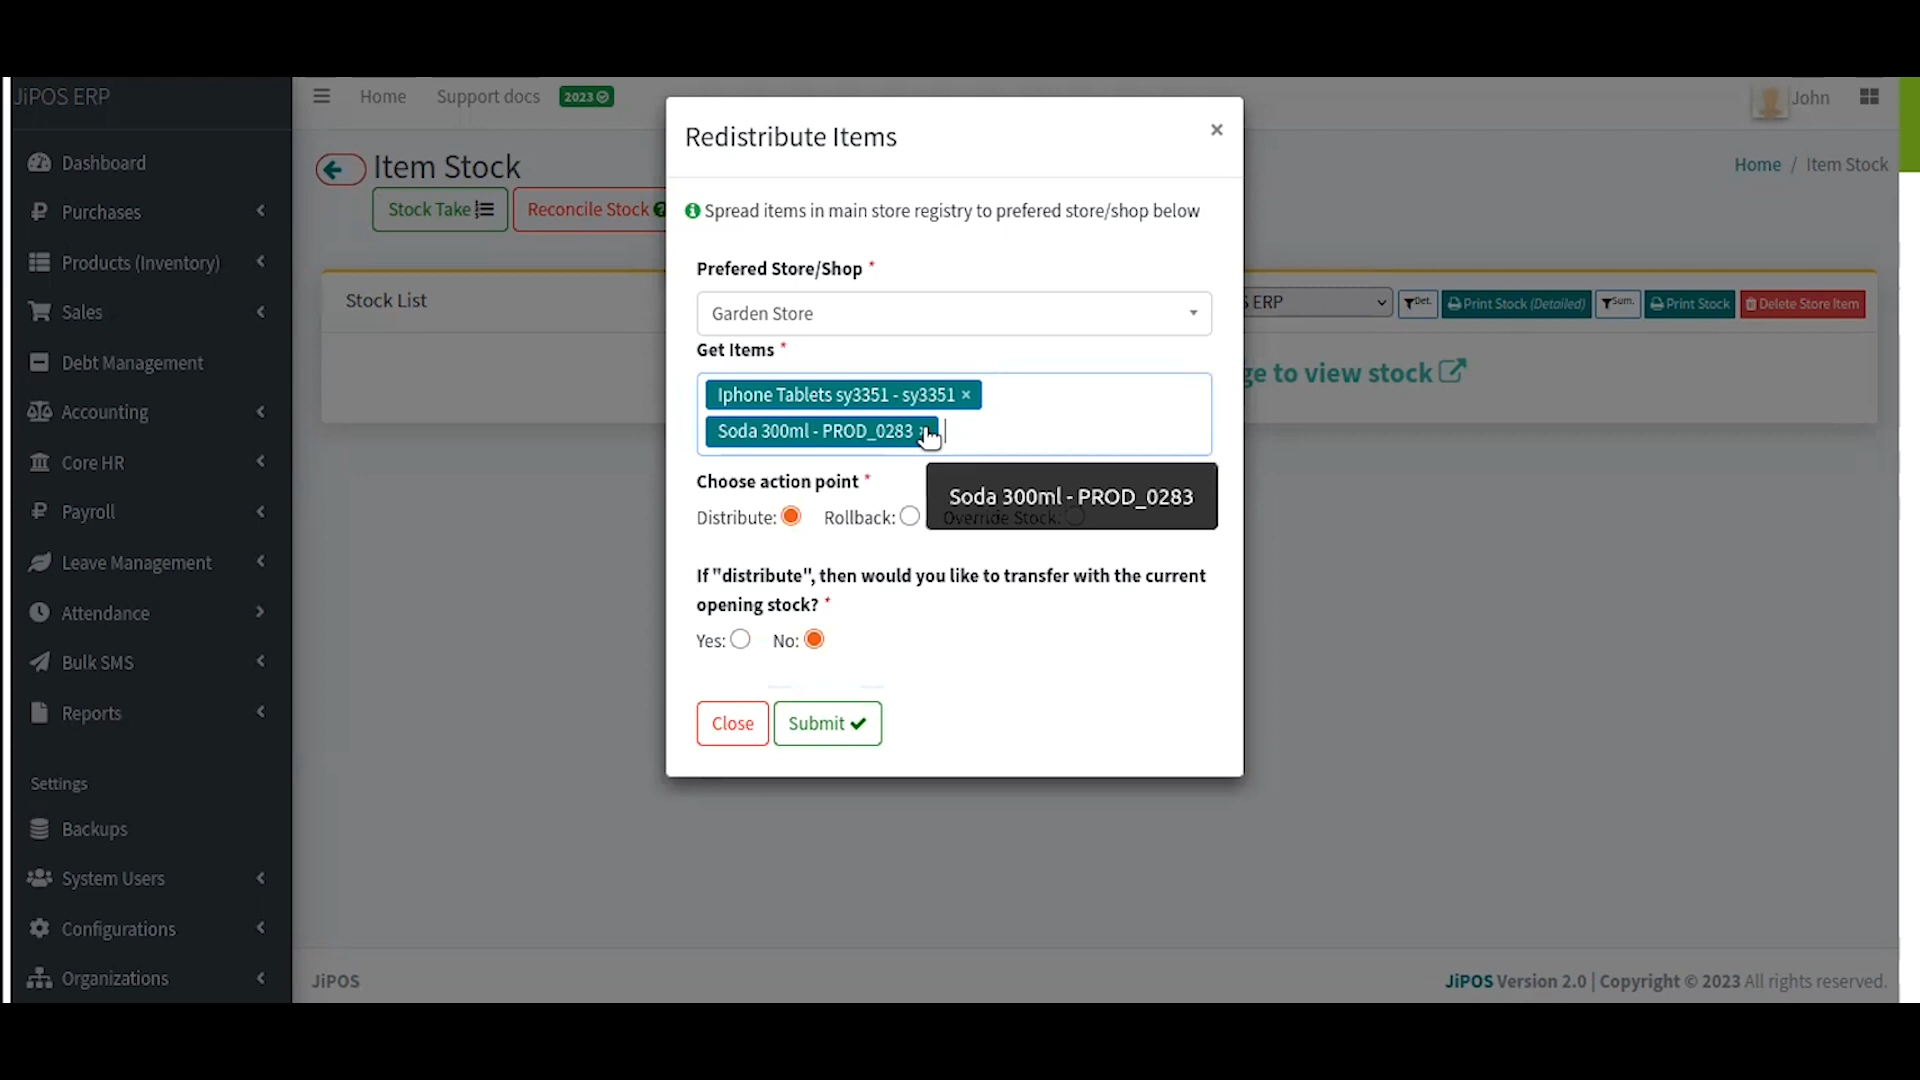 JiPOS ERP
Home Support docs 2023
John
Dashboard
Purchases
Products (Inventory)
Sales
Debt Management
Accounting
Core HR
Payroll
Leave Management
Attendance
Bulk SMS
Reports
Settings
Backups
System Users
Configurations
Organizations
Item Stock
Home / Item Stock
Stock Take
Reconcile Stock
Stock List
ERP
Det.
Print Stock (Detailed)
Sum.
Print Stock
Delete Store Item
to view stock
Redistribute Items ×
Spread items in main store registry to prefered store/shop below
Prefered Store/Shop *
Garden Store
Get Items *
Iphone Tablets sy3351 - sy3351 ×
Soda 300ml - PROD_0283
Soda 300ml - PROD_0283
Choose action point *
Distribute: Rollback: Override Stock:
If "distribute", then would you like to transfer with the current
opening stock? *
Yes: No:
Close Submit
JiPOS
JiPOS Version 2.0 | Copyright © 2023 All rights reserved.